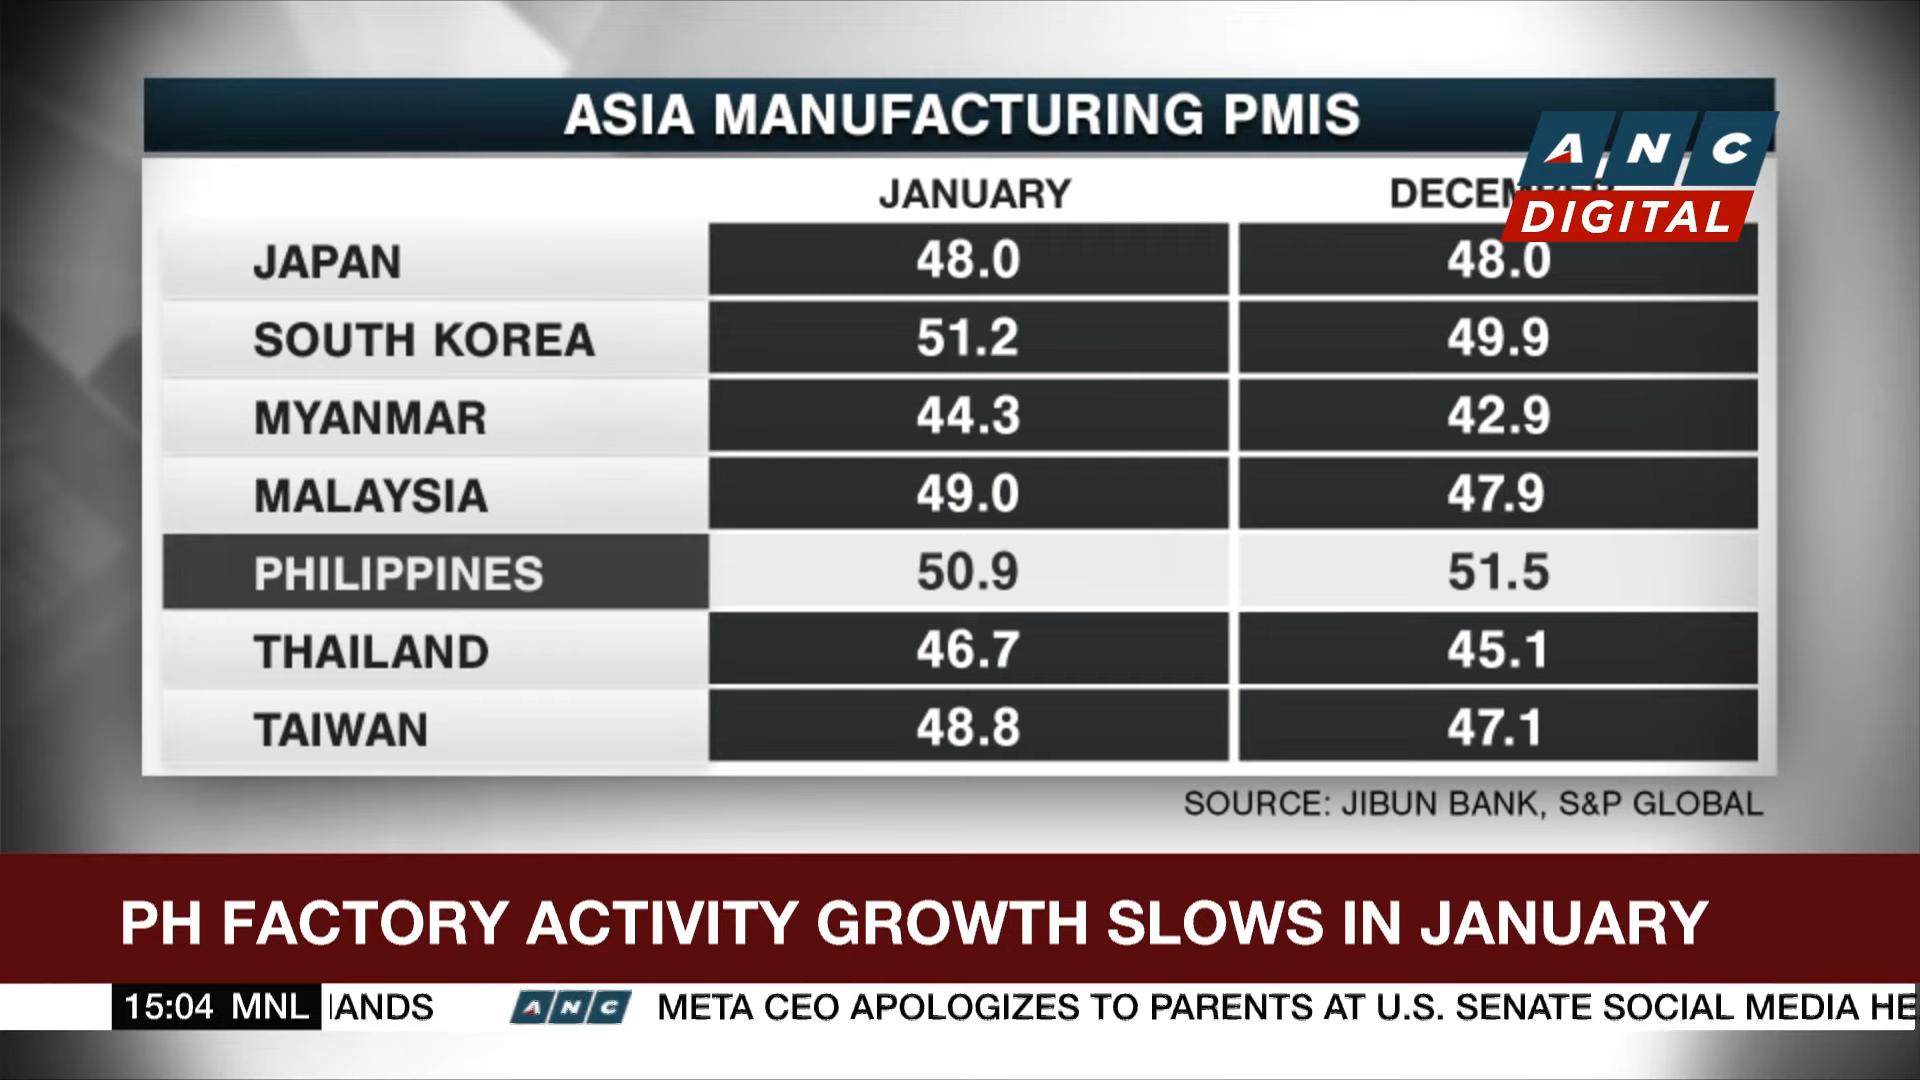 ASIA MANUFACTURING PMIS
ANC
DIGITAL
JANUARY
JAPAN 48.0 48.0
SOUTH KOREA 51.2 49.9
MYANMAR 44.3 42.9
MALAYSIA 49.0 47.9
PHILIPPINES 50.9 51.5
THAILAND 46.7 45.1
TAIWAN 48.8 47.1
SOURCE: JIBUN BANK, S&P GLOBAL
PH FACTORY ACTIVITY GROWTH SLOWS IN JANUARY
15:04 MNL ANC META CEO APOLOGIZES TO PARENTS AT U.S. SENATE SOCIAL MEDIA